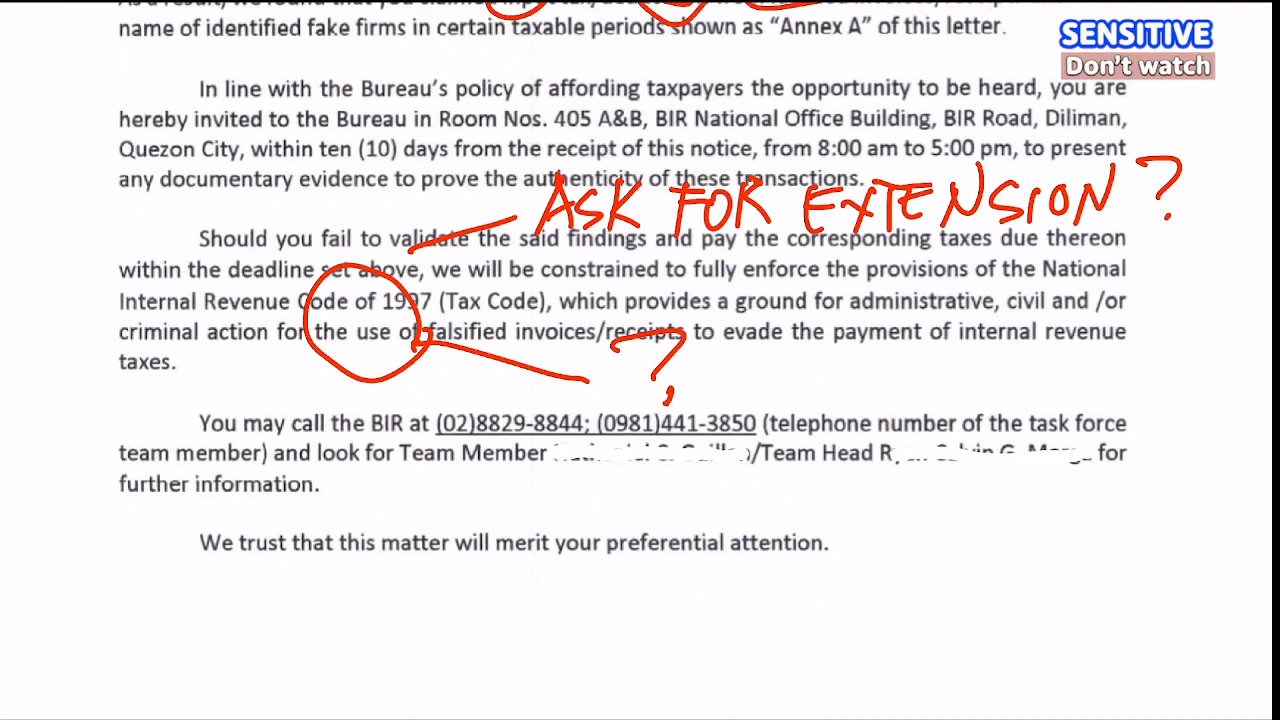 name of identified fake firms in certain taxable periods shown as “Annex A” of this letter.
SENSITIVE
Don't watch
In line with the Bureau’s policy of affording taxpayers the opportunity to be heard, you are
hereby invited to the Bureau in Room Nos. 405 A&B, BIR National Office Building, BIR Road, Diliman,
Quezon City, within ten (10) days from the receipt of this notice, from 8:00 am to 5:00 pm, to present
any documentary evidence to prove the authenticity of these transactions.
ASK FOR EXTENSION ?
Should you fail to validate the said findings and pay the corresponding taxes due thereon
within the deadline set above, we will be constrained to fully enforce the provisions of the National
Internal Revenue Code of 1997 (Tax Code), which provides a ground for administrative, civil and /or
criminal action for the use of falsified invoices/receipts to evade the payment of internal revenue
?
taxes.
You may call the BIR at (02)8829-8844; (0981)441-3850 (telephone number of the task force
team member) and look for Team Member /Team Head for
further information.
We trust that this matter will merit your preferential attention.